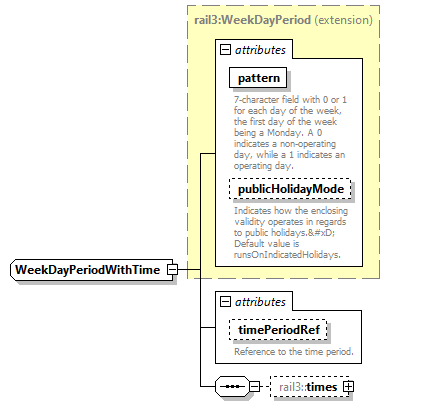 rail3:WeekDayPeriod (extension)
attributes
pattern
7-character field with 0 or 1
for each day of the week,
the first day of the week
being a Monday. A 0
indicates a non-operating
day, while a 1 indicates an
operating day.
publicHolidayMode
Indicates how the enclosing
validity operates in regards
to public holidays.&#xD;
Default value is
runsOnIndicatedHolidays.
WeekDayPeriodWithTime
attributes
timePeriodRef
Reference to the time period.
rail3::times